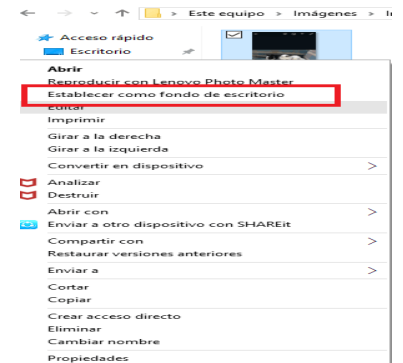 Este equipo > Imágenes >
Acceso rápido
Escritorio
Abrir
Reproducir con Lenovo Photo Master
Establecer como fondo de escritorio
Editar
Imprimir
Girar a la derecha
Girar a la izquierda
Convertir en dispositivo >
Analizar
Destruir
Abrir con >
Enviar a otro dispositivo con SHAREit
Compartir con >
Restaurar versiones anteriores
Enviar a >
Cortar
Copiar
Crear acceso directo
Eliminar
Cambiar nombre
Propiedades